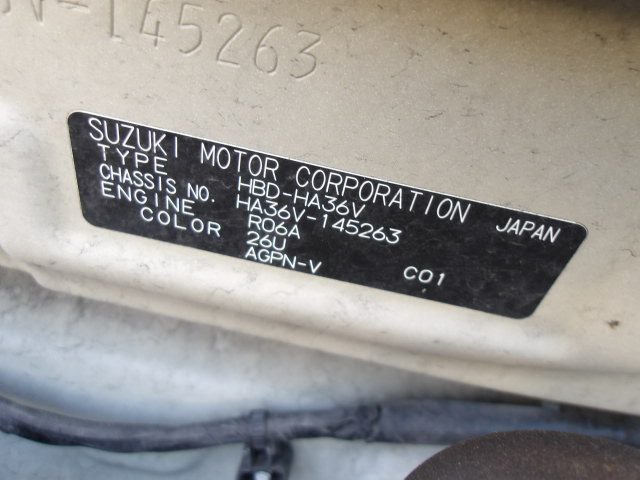 V-145263
SUZUKI MOTOR CORPORATION JAPAN
TYPE HBD-HA36V
CHASSIS NO. HA36V-145263
ENGINE R06A
COLOR 26U
AGPN-V C01